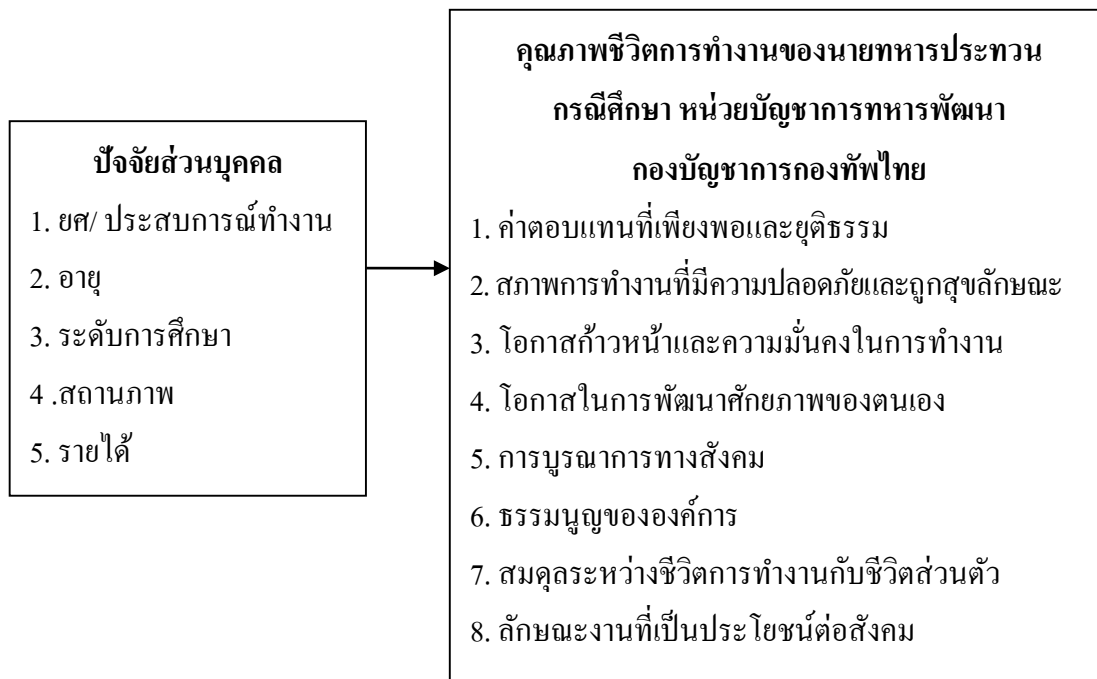 ปัจจัยส่วนบุคคล
1. ยศ/ ประสบการณ์ทำงาน
2. อายุ
3. ระดับการศึกษา
4 .สถานภาพ
5. รายได้
คุณภาพชีวิตการทำงานของนายทหารประทวน
กรณีศึกษา หน่วยบัญชาการทหารพัฒนา
กองบัญชาการกองทัพไทย
1. ค่าตอบแทนที่เพียงพอและยุติธรรม
2. สภาพการทำงานที่มีความปลอดภัยและถูกสุขลักษณะ
3. โอกาสก้าวหน้าและความมั่นคงในการทำงาน
4. โอกาสในการพัฒนาศักยภาพของตนเอง
5. การบูรณาการทางสังคม
6. ธรรมนูญขององค์การ
7. สมดุลระหว่างชีวิตการทำงานกับชีวิตส่วนตัว
8. ลักษณะงานที่เป็นประโยชน์ต่อสังคม